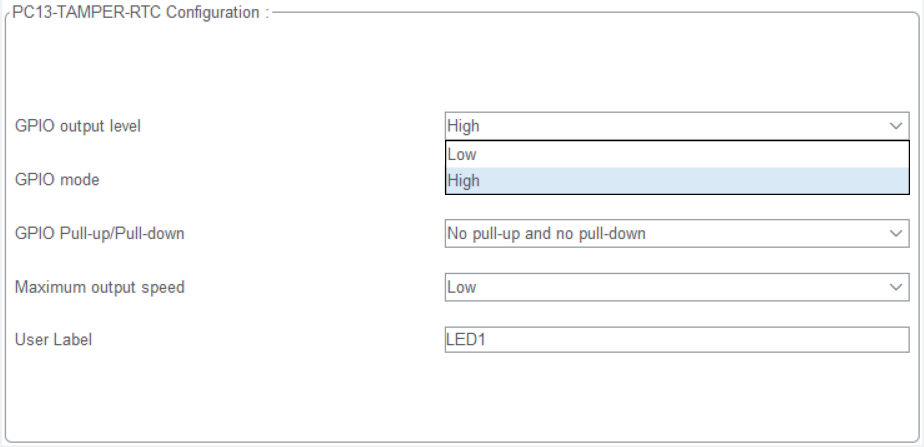 PC13-TAMPER-RTC Configuration :
GPIO output level High
Low
GPIO mode High
GPIO Pull-up/Pull-down No pull-up and no pull-down
Maximum output speed Low
User Label LED1